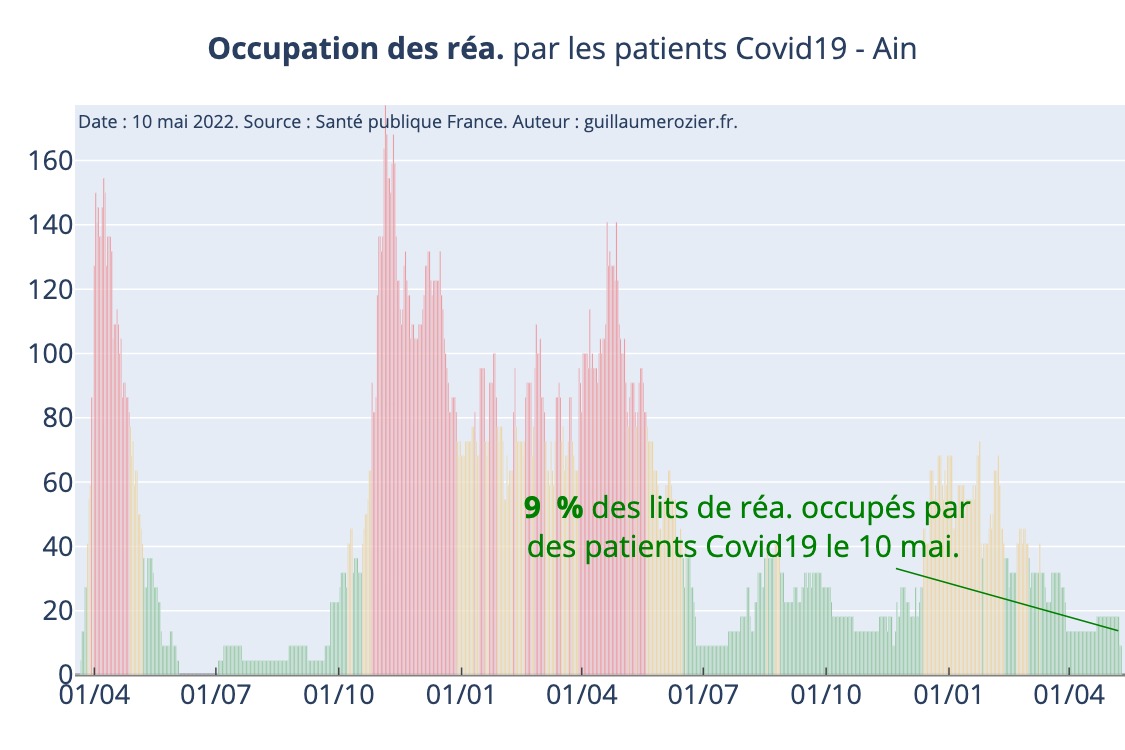 Occupation des réa. par les patients Covid19 - Ain
Date : 10 mai 2022. Source : Santé publique France. Auteur : guillaumerozier.fr.
160
140
120
100
80
60
40
20
0
9 % des lits de réa. occupés par
des patients Covid19 le 10 mai.
01/04 01/07 01/10 01/01 01/04 01/07 01/10 01/01 01/04